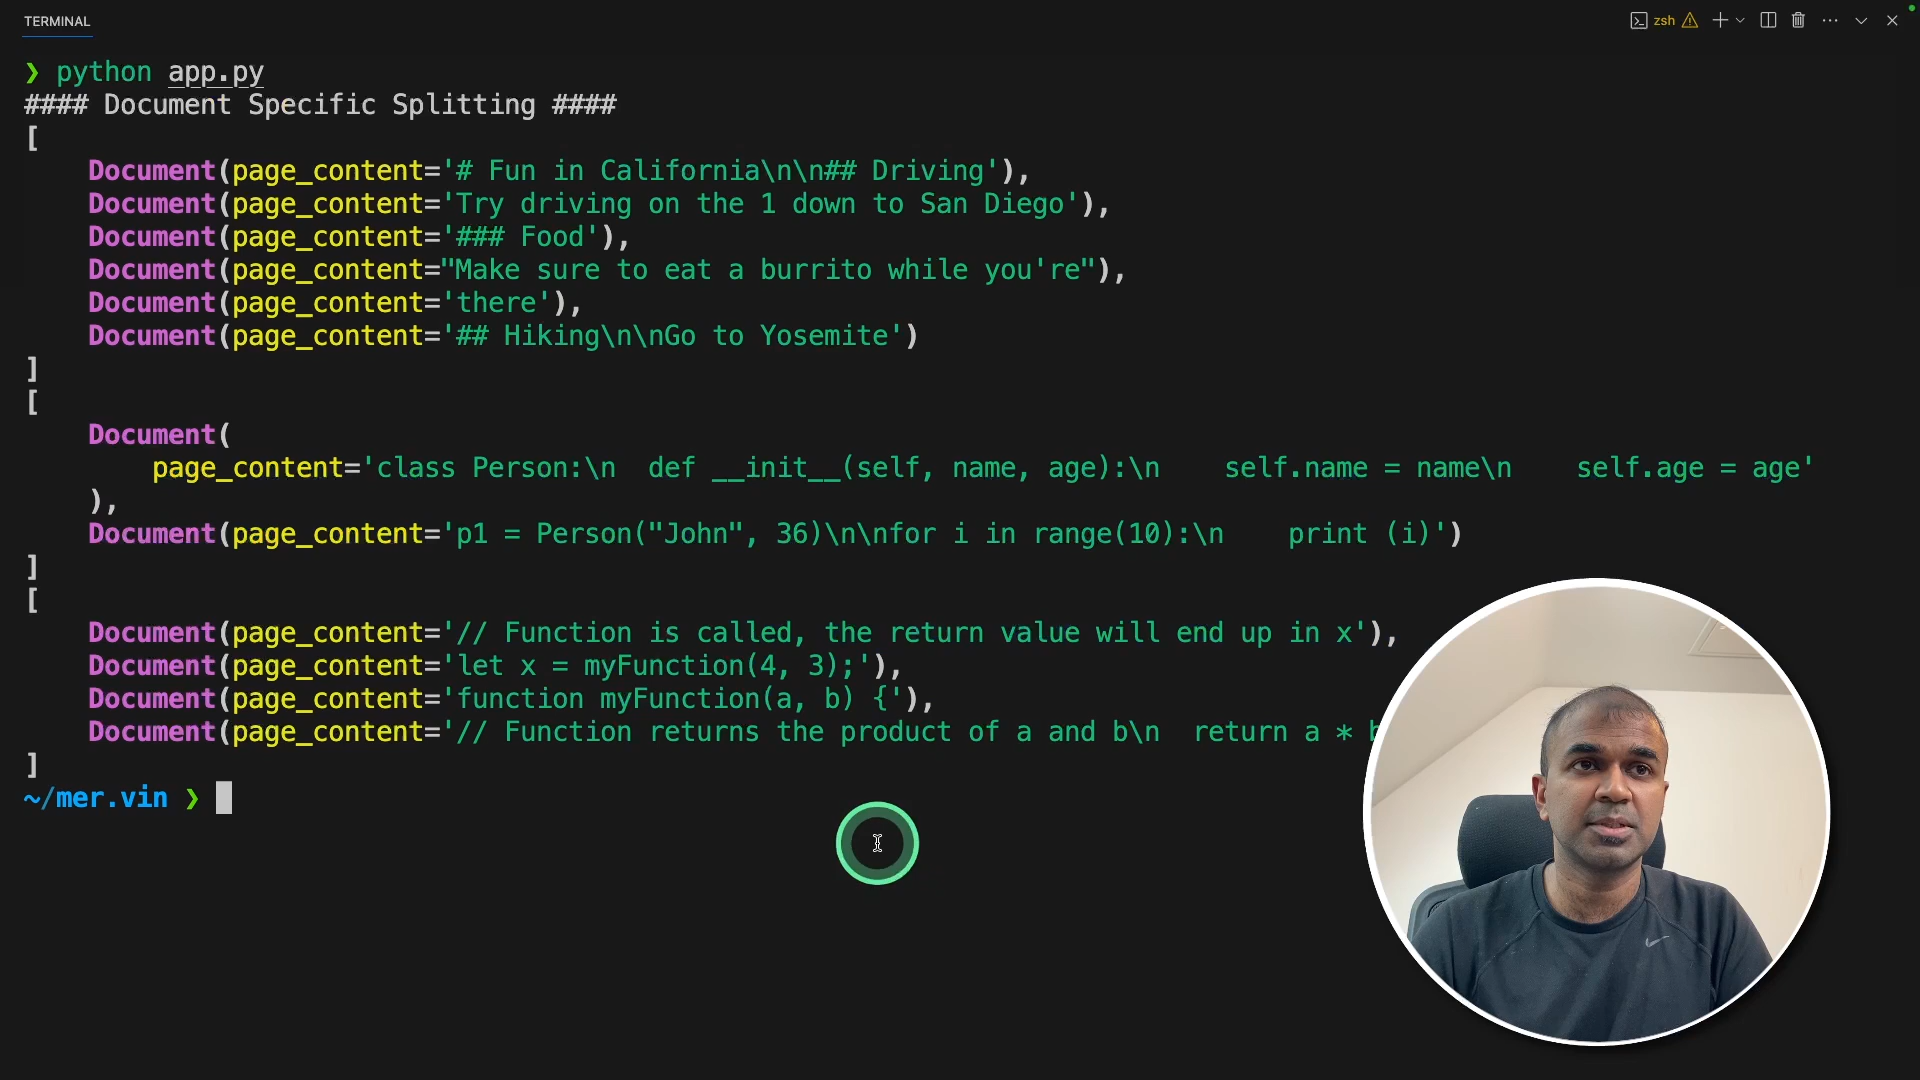 TERMINAL
zsh
❯ python app.py
#### Document Specific Splitting ####
[
    Document(page_content='# Fun in California\n\n## Driving'),
    Document(page_content='Try driving on the 1 down to San Diego'),
    Document(page_content='### Food'),
    Document(page_content="Make sure to eat a burrito while you're"),
    Document(page_content='there'),
    Document(page_content='## Hiking\n\nGo to Yosemite')
]
[
    Document(
        page_content='class Person:\n  def __init__(self, name, age):\n    self.name = name\n    self.age = age'
    ),
    Document(page_content='p1 = Person("John", 36)\n\nfor i in range(10):\n    print (i)')
]
[
    Document(page_content='// Function is called, the return value will end up in x'),
    Document(page_content='let x = myFunction(4, 3);'),
    Document(page_content='function myFunction(a, b) {'),
    Document(page_content='// Function returns the product of a and b\n  return a *
]
~/mer.vin ❯